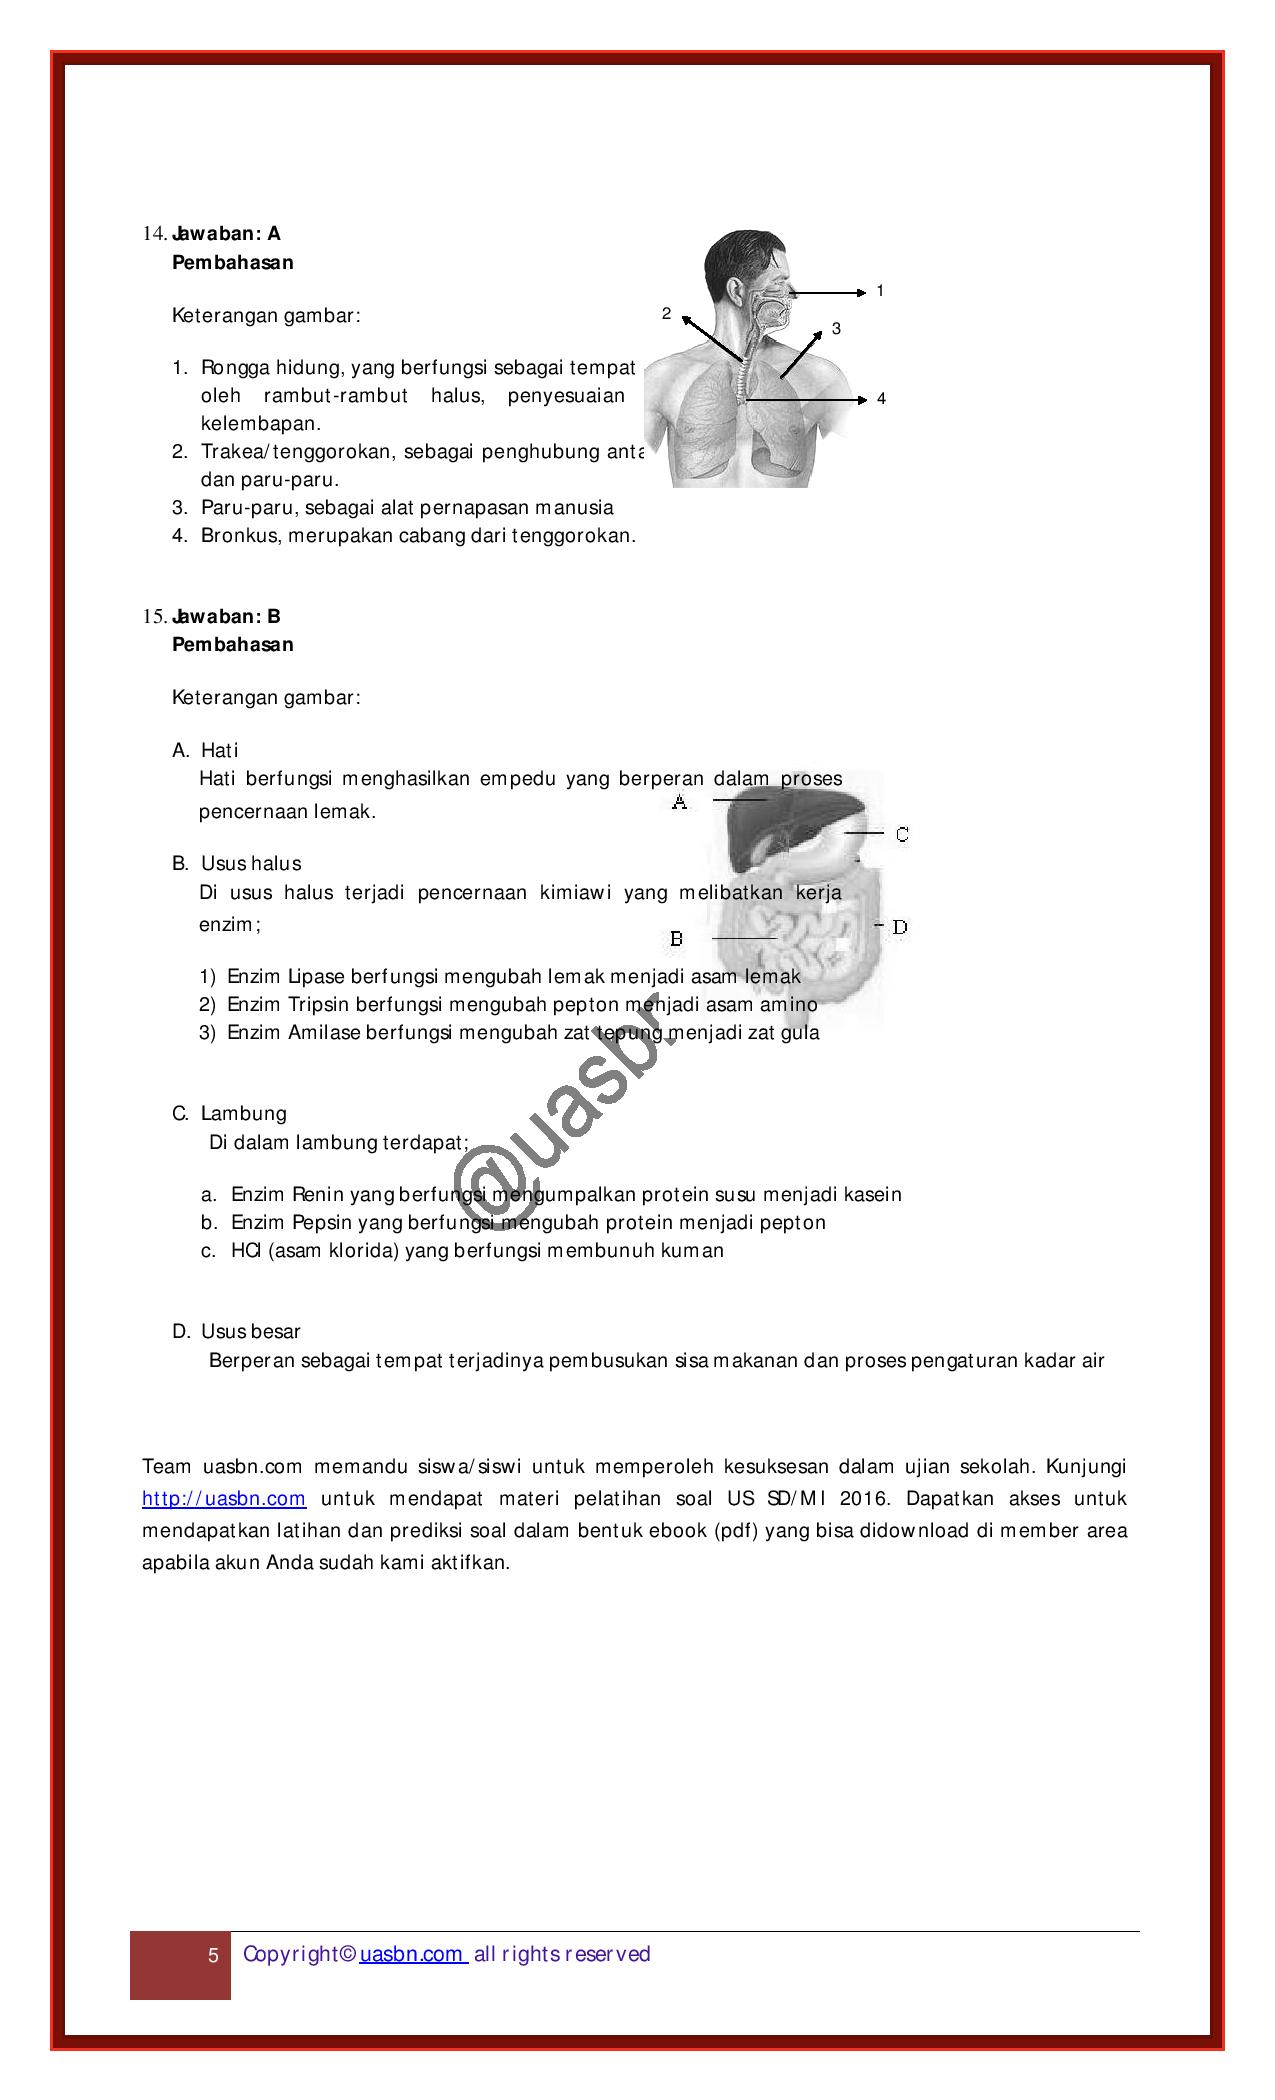 14. Jawaban: A
Pembahasan
Keterangan gambar:
1. Rongga hidung, yang berfungsi sebagai tempat
oleh rambut-rambut halus, penyesuaian
kelembapan.
2. Trakea/tenggorokan, sebagai penghubung
dan paru-paru.
3. Paru-paru, sebagai alat pernapasan manusia
4. Bronkus, merupakan cabang dari tenggorokan.
1
2
3
4
15. Jawaban: B
Pembahasan
Keterangan gambar:
A. Hati
Hati berfungsi menghasilkan empedu yang berperan dalam proses
pencernaan lemak.
B. Usus halus
Di usus halus terjadi pencernaan kimiawi yang melibatkan kerja
enzim;
1) Enzim Lipase berfungsi mengubah lemak menjadi asam lemak
2) Enzim Tripsin berfungsi mengubah pepton menjadi asam amino
3) Enzim Amilase berfungsi mengubah zat tepung menjadi zat gula
A
C
B
D
@uasbn
C. Lambung
Di dalam lambung terdapat;
a. Enzim Renin yang berfungsi mengumpalkan protein susu menjadi kasein
b. Enzim Pepsin yang berfungsi mengubah protein menjadi pepton
c. HCl (asam klorida) yang berfungsi membunuh kuman
D. Usus besar
Berperan sebagai tempat terjadinya pembusukan sisa makanan dan proses pengaturan kadar air
Team uasbn.com memandu siswa/siswi untuk memperoleh kesuksesan dalam ujian sekolah. Kunjungi
http://uasbn.com untuk mendapat materi pelatihan soal US SD/MI 2016. Dapatkan akses untuk
mendapatkan latihan dan prediksi soal dalam bentuk ebook (pdf) yang bisa didownload di member area
apabila akun Anda sudah kami aktifkan.
5 Copyright© uasbn.com all rights reserved